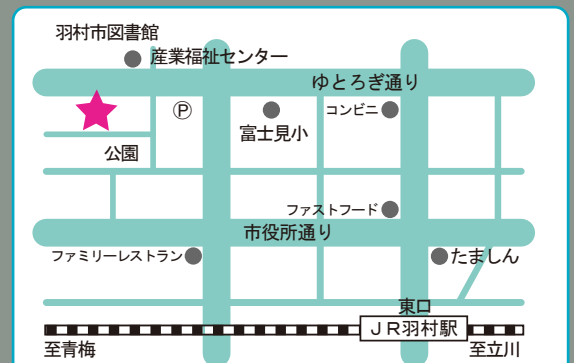 羽村市図書館
産業福祉センター
ゆとろぎ通り
Ⓟ
コンビニ
富士見小
公園
ファストフード
市役所通り
ファミリーレストラン
たましん
東口
ＪＲ羽村駅
至青梅
至立川